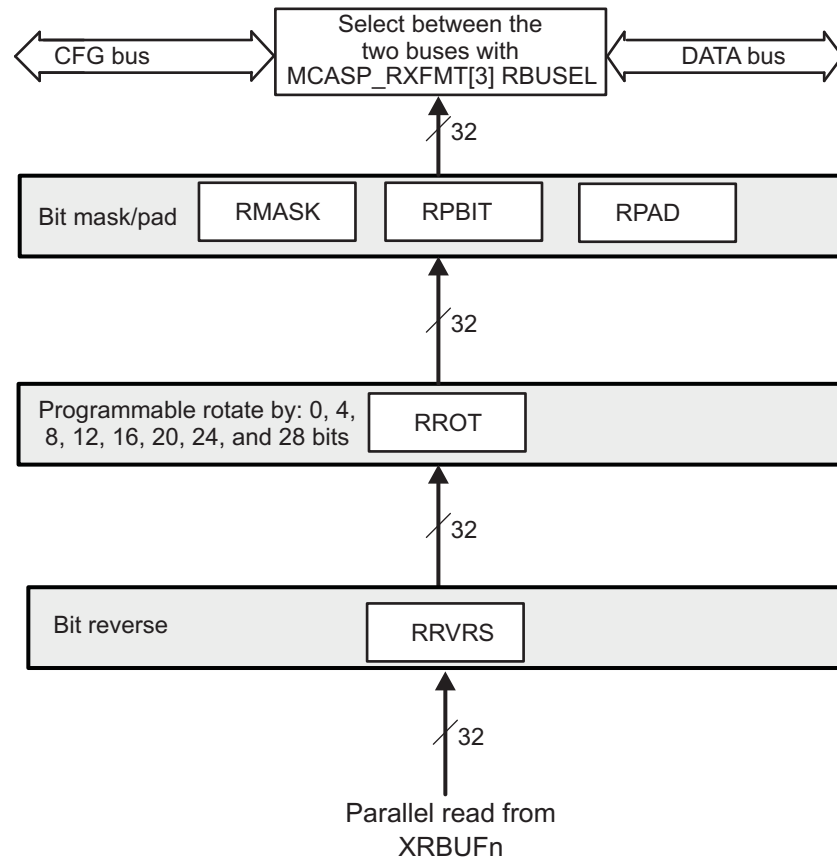 Select between the
two buses with
MCASP_RXFMT[3] RBUSEL
CFG bus
DATA bus
32
Bit mask/pad
RMASK
RPBIT
RPAD
32
Programmable rotate by: 0, 4,
8, 12, 16, 20, 24, and 28 bits
RROT
32
Bit reverse
RRVRS
32
Parallel read from
XRBUFn